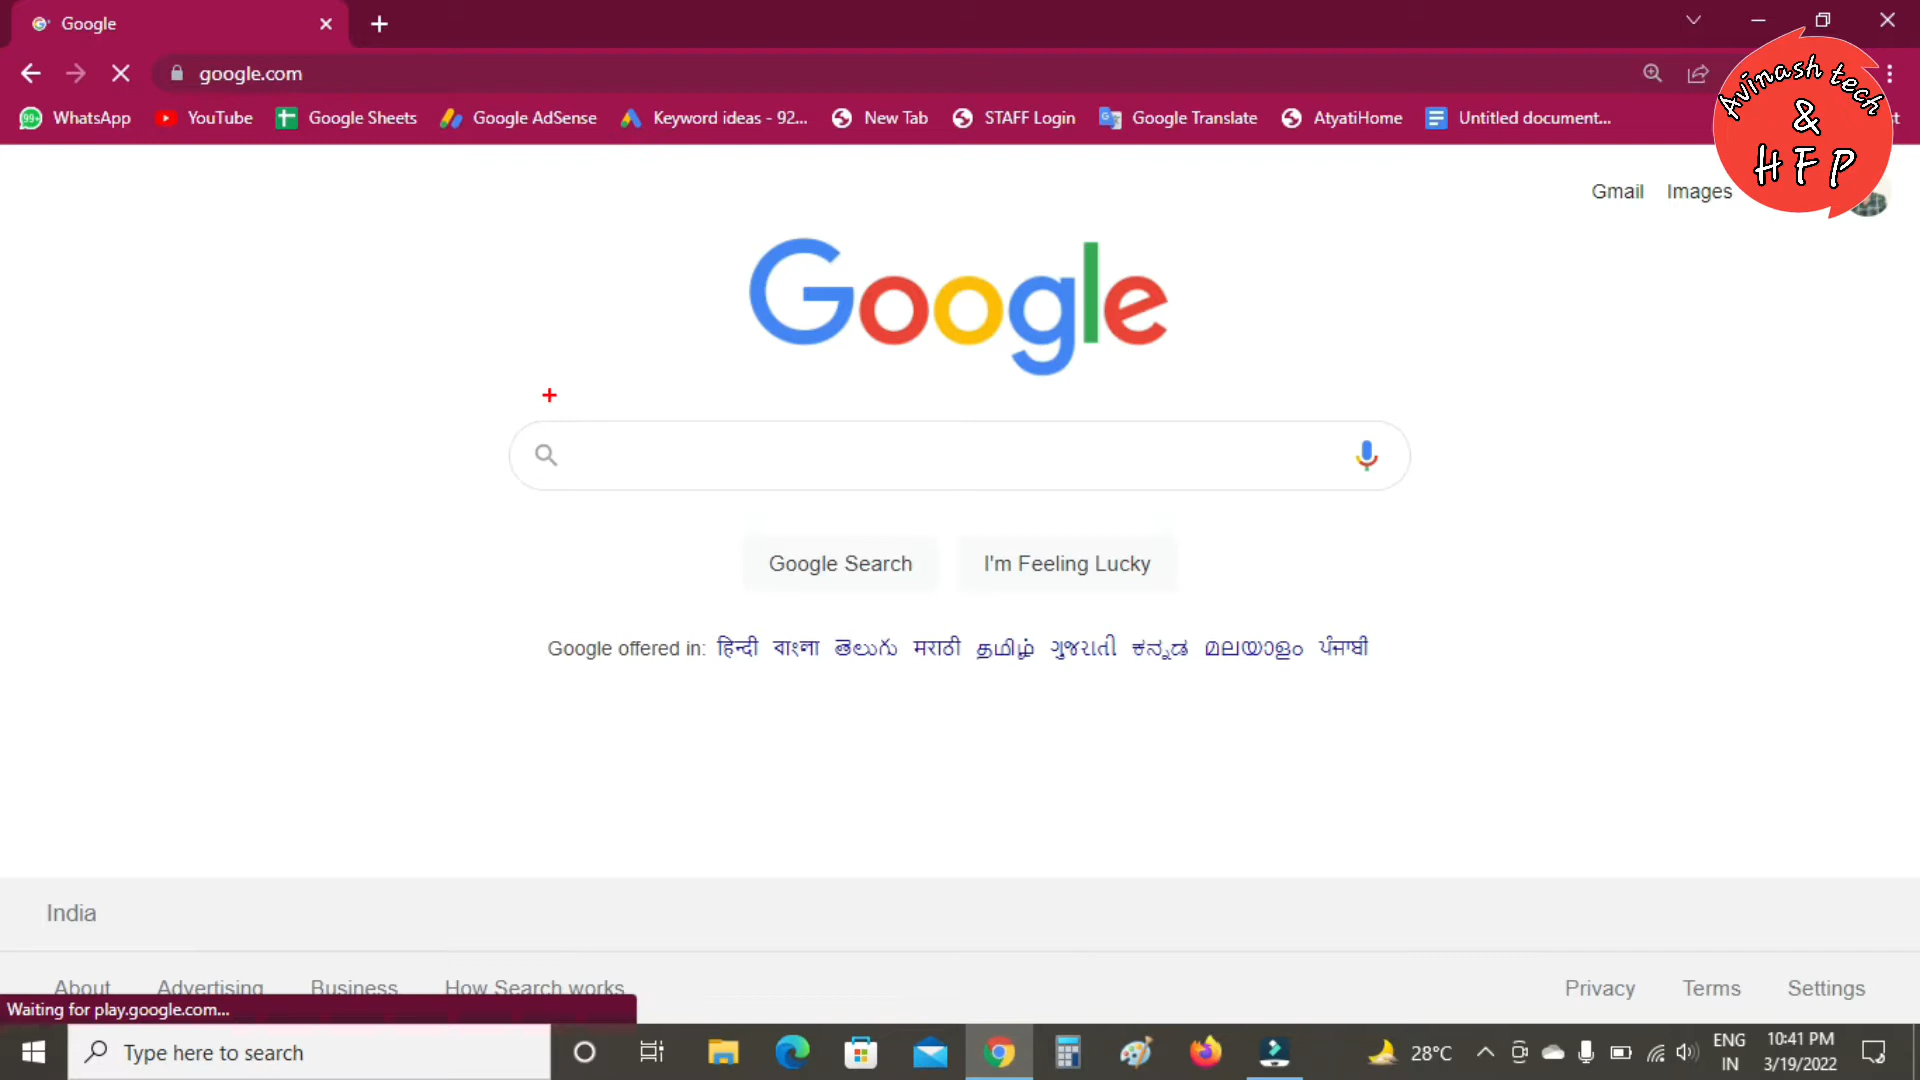 Google
google.com
99+ WhatsApp YouTube Google Sheets Google AdSense Keyword ideas - 92... New Tab STAFF Login Google Translate AtyatiHome Untitled document...
Avinash tech
&
H F P
Gmail Images
Google
Google Search I'm Feeling Lucky
Google offered in: हिन्दी বাংলা తెలుగు मराठी தமிழ் ગુજરાતી ಕನ್ನಡ മലയാളം ਪੰਜਾਬੀ
India
About Advertising Business How Search works Privacy Terms Settings
Waiting for play.google.com...
Type here to search
28°C
ENG
IN
10:41 PM
3/19/2022